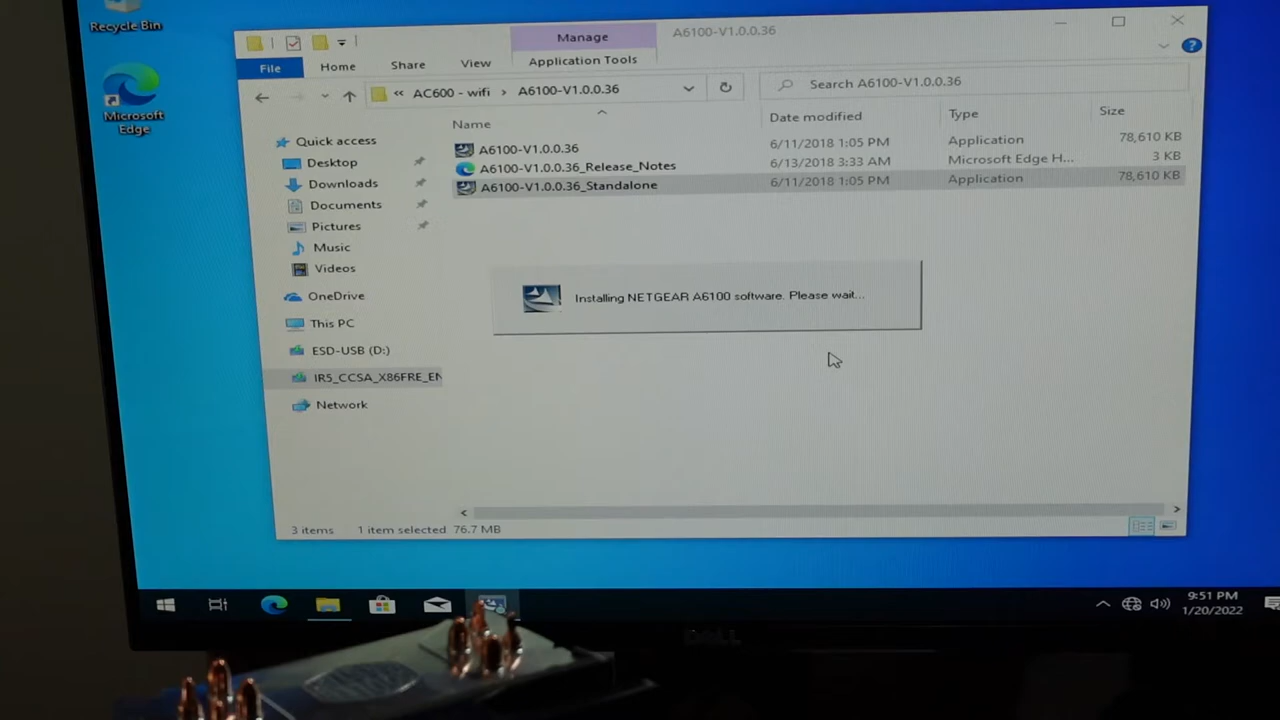 Recycle Bin
Microsoft
Edge
Manage
A6100-V1.0.0.36
File
Home
Share
View
Application Tools
« AC600 - wifi > A6100-V1.0.0.36
Search A6100-V1.0.0.36
Name
Date modified
Type
Size
A6100-V1.0.0.36
6/11/2018 1:05 PM
Application
78,610 KB
A6100-V1.0.0.36_Release_Notes
6/13/2018 3:33 AM
Microsoft Edge H...
3 KB
A6100-V1.0.0.36_Standalone
6/11/2018 1:05 PM
Application
78,610 KB
Quick access
Desktop
Downloads
Documents
Pictures
Music
Videos
OneDrive
This PC
ESD-USB (D:)
IR5_CCSA_X86FRE_EN
Network
Installing NETGEAR A6100 software. Please wait...
3 items
1 item selected 76.7 MB
9:51 PM
1/20/2022
DELL